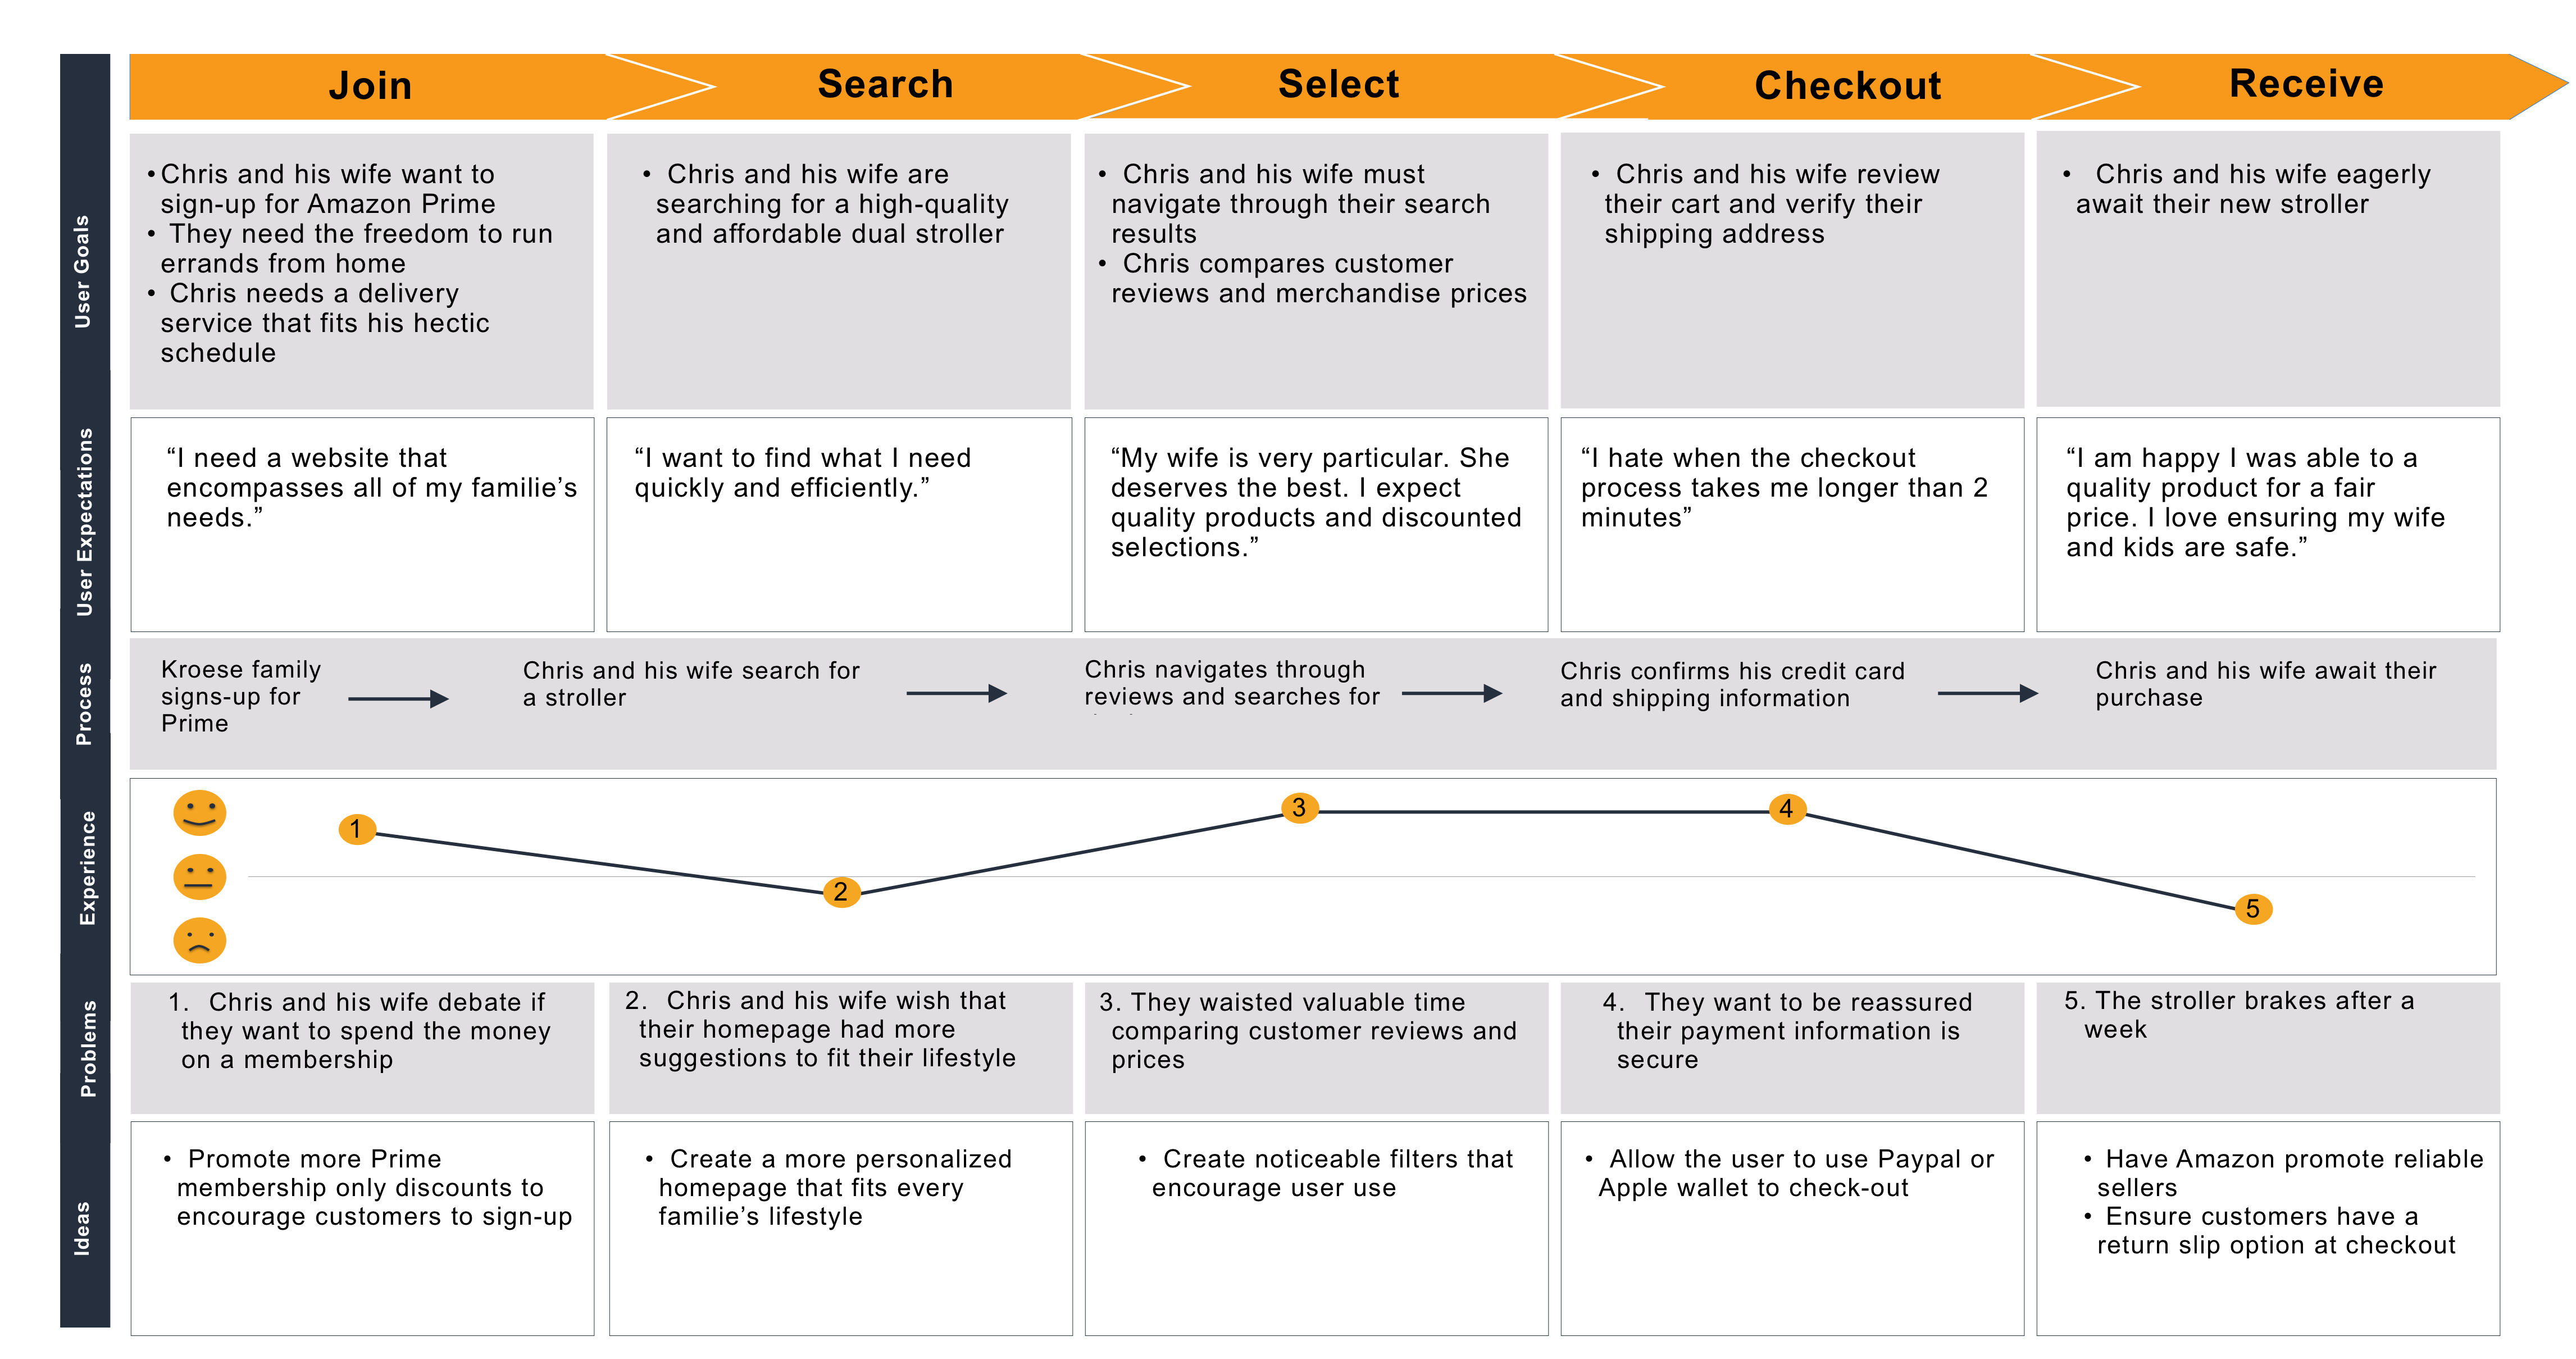 Join
Search
Select
Checkout
Receive
User Goals
• Chris and his wife want to
sign-up for Amazon Prime
• They need the freedom to run
errands from home
• Chris needs a delivery
service that fits his hectic
schedule
• Chris and his wife are
searching for a high-quality
and affordable dual stroller
• Chris and his wife must
navigate through their search
results
• Chris compares customer
reviews and merchandise prices
• Chris and his wife review
their cart and verify their
shipping address
• Chris and his wife eagerly
await their new stroller
User Expectations
“I need a website that
encompasses all of my familie’s
needs.”
“I want to find what I need
quickly and efficiently.”
“My wife is very particular. She
deserves the best. I expect
quality products and discounted
selections.”
“I hate when the checkout
process takes me longer than 2
minutes”
“I am happy I was able to a
quality product for a fair
price. I love ensuring my wife
and kids are safe.”
Process
Kroese family
signs-up for
Prime
Chris and his wife search for
a stroller
Chris navigates through
reviews and searches for
Chris confirms his credit card
and shipping information
Chris and his wife await their
purchase
Experience
1
2
3
4
5
Problems
1. Chris and his wife debate if
they want to spend the money
on a membership
2. Chris and his wife wish that
their homepage had more
suggestions to fit their lifestyle
3. They waisted valuable time
comparing customer reviews and
prices
4. They want to be reassured
their payment information is
secure
5. The stroller brakes after a
week
Ideas
• Promote more Prime
membership only discounts to
encourage customers to sign-up
• Create a more personalized
homepage that fits every
familie’s lifestyle
• Create noticeable filters that
encourage user use
• Allow the user to use Paypal or
Apple wallet to check-out
• Have Amazon promote reliable
sellers
• Ensure customers have a
return slip option at checkout